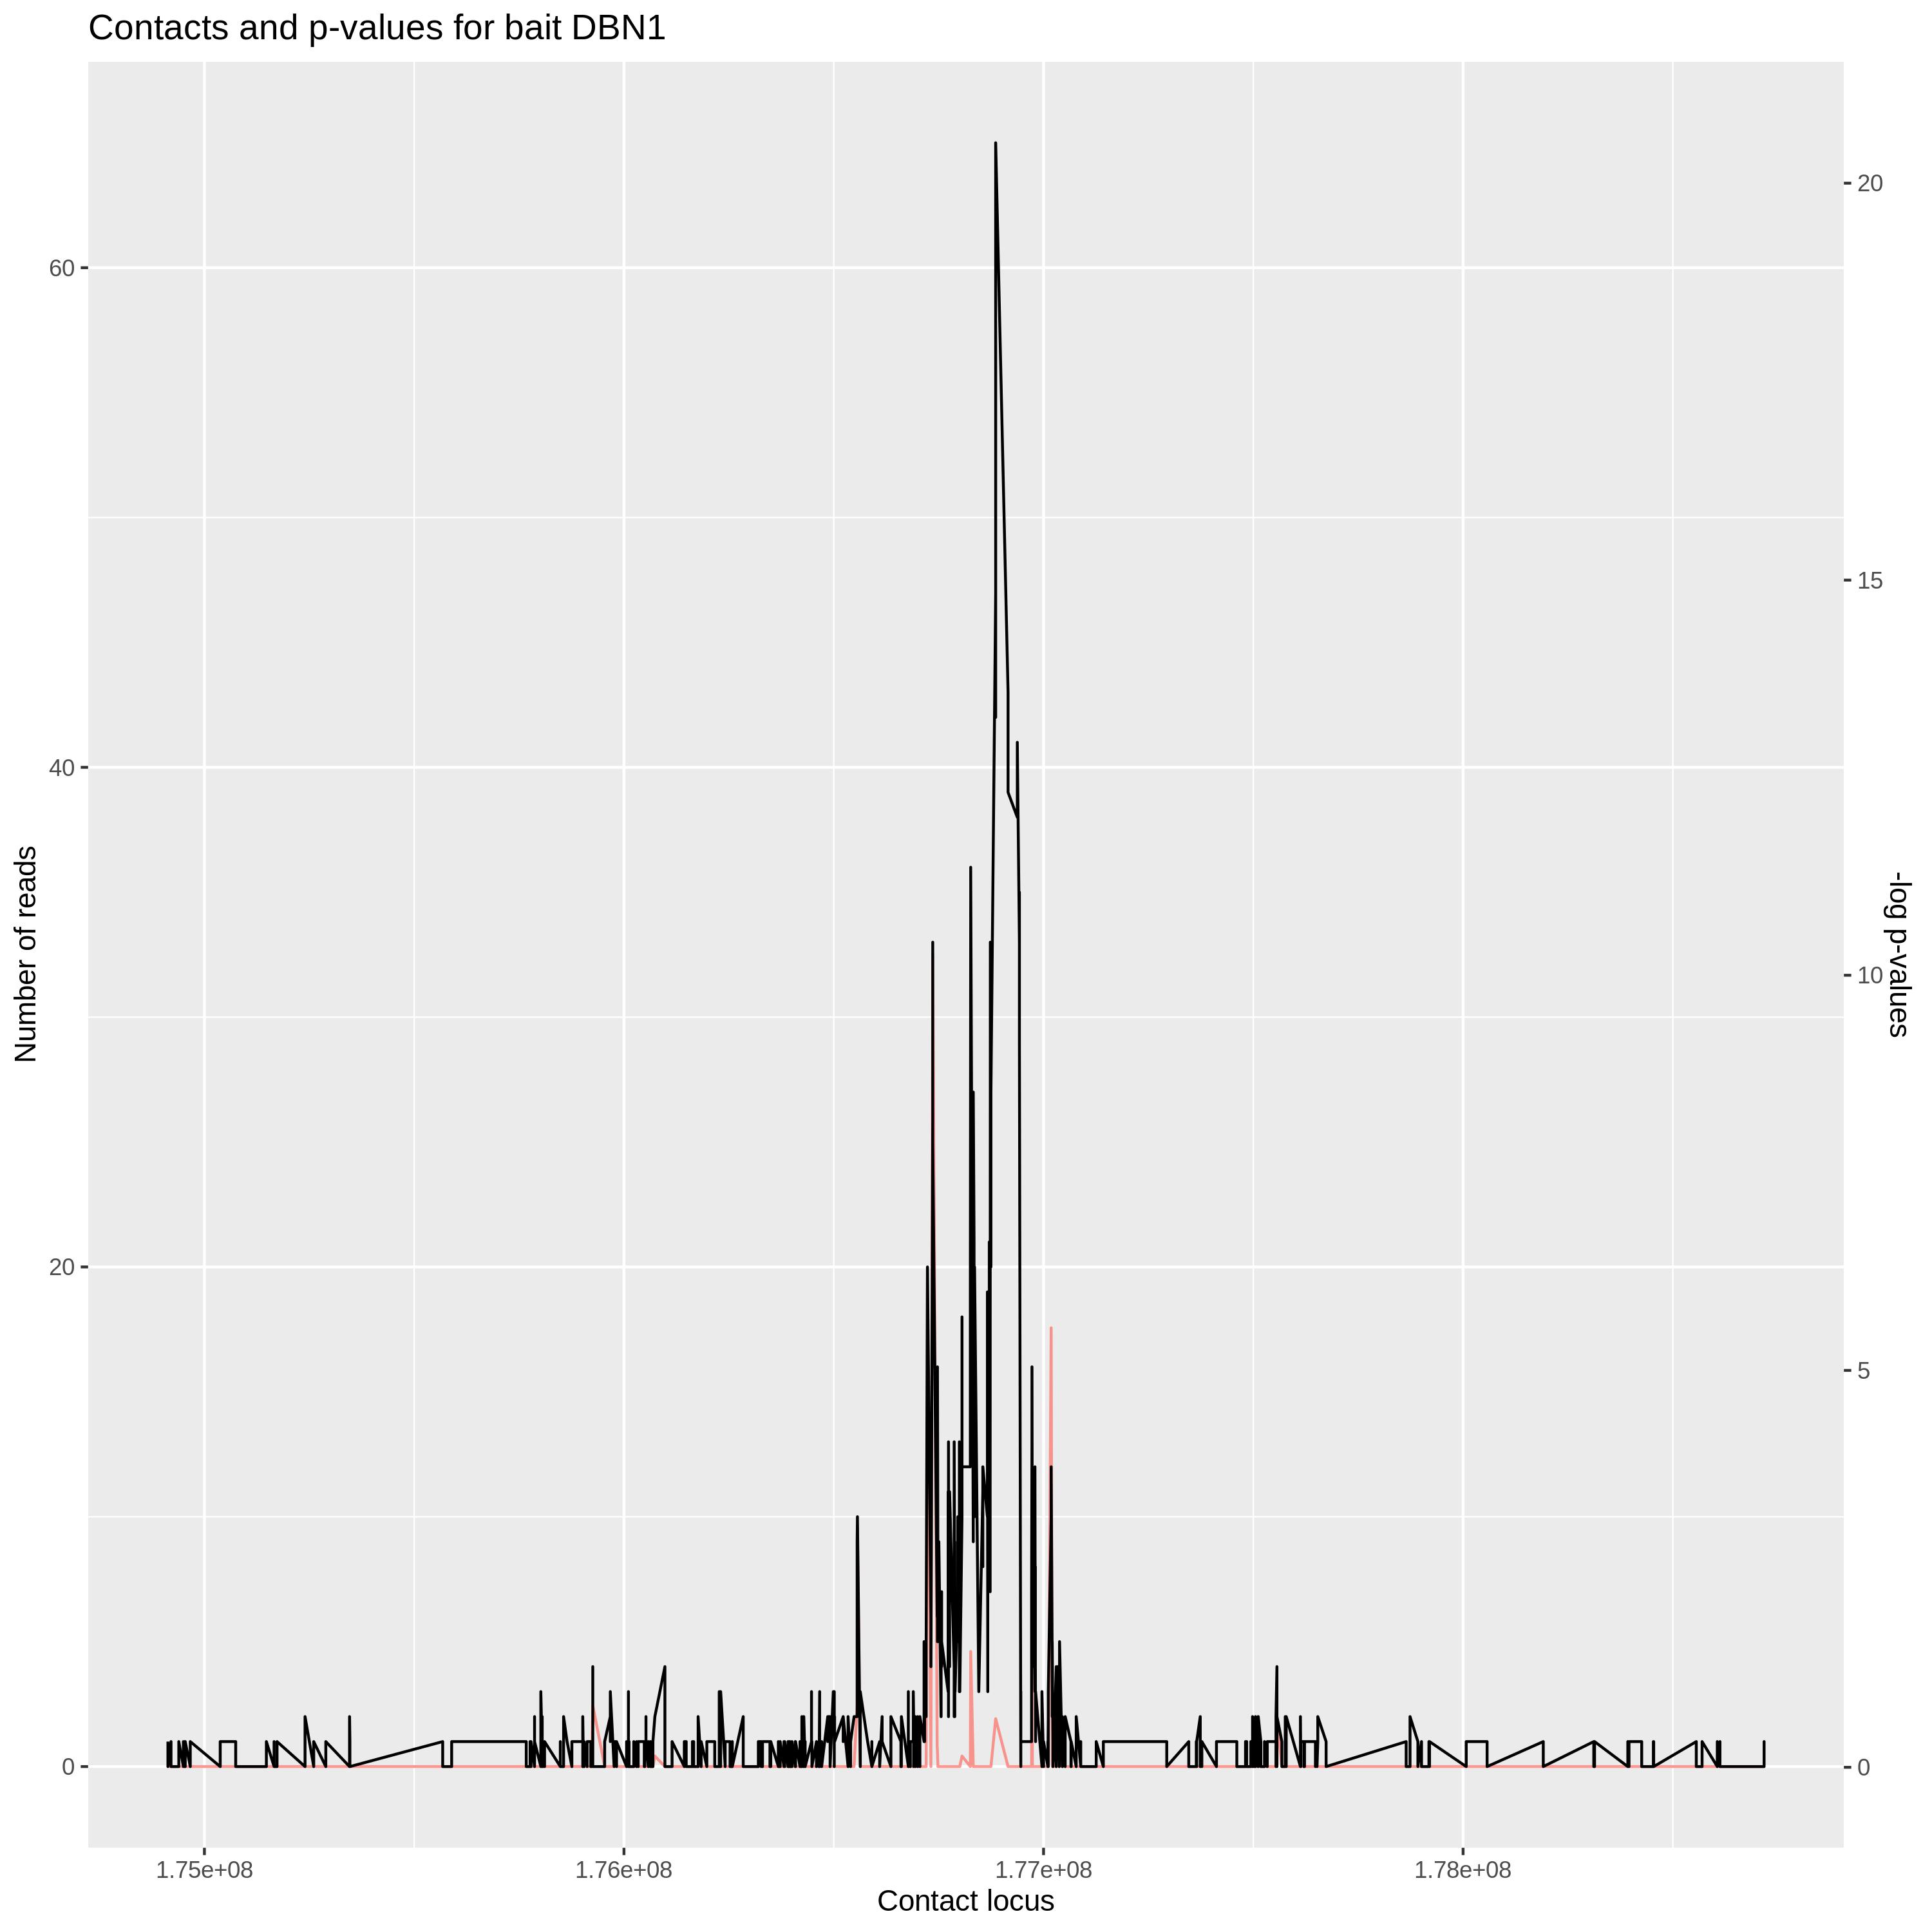 Contacts and p-values for bait DBN1
Number of reads
60
40
20
0
20
15
10
5
0
-log p-values
1.75e+08
1.76e+08
1.77e+08
1.78e+08
Contact locus